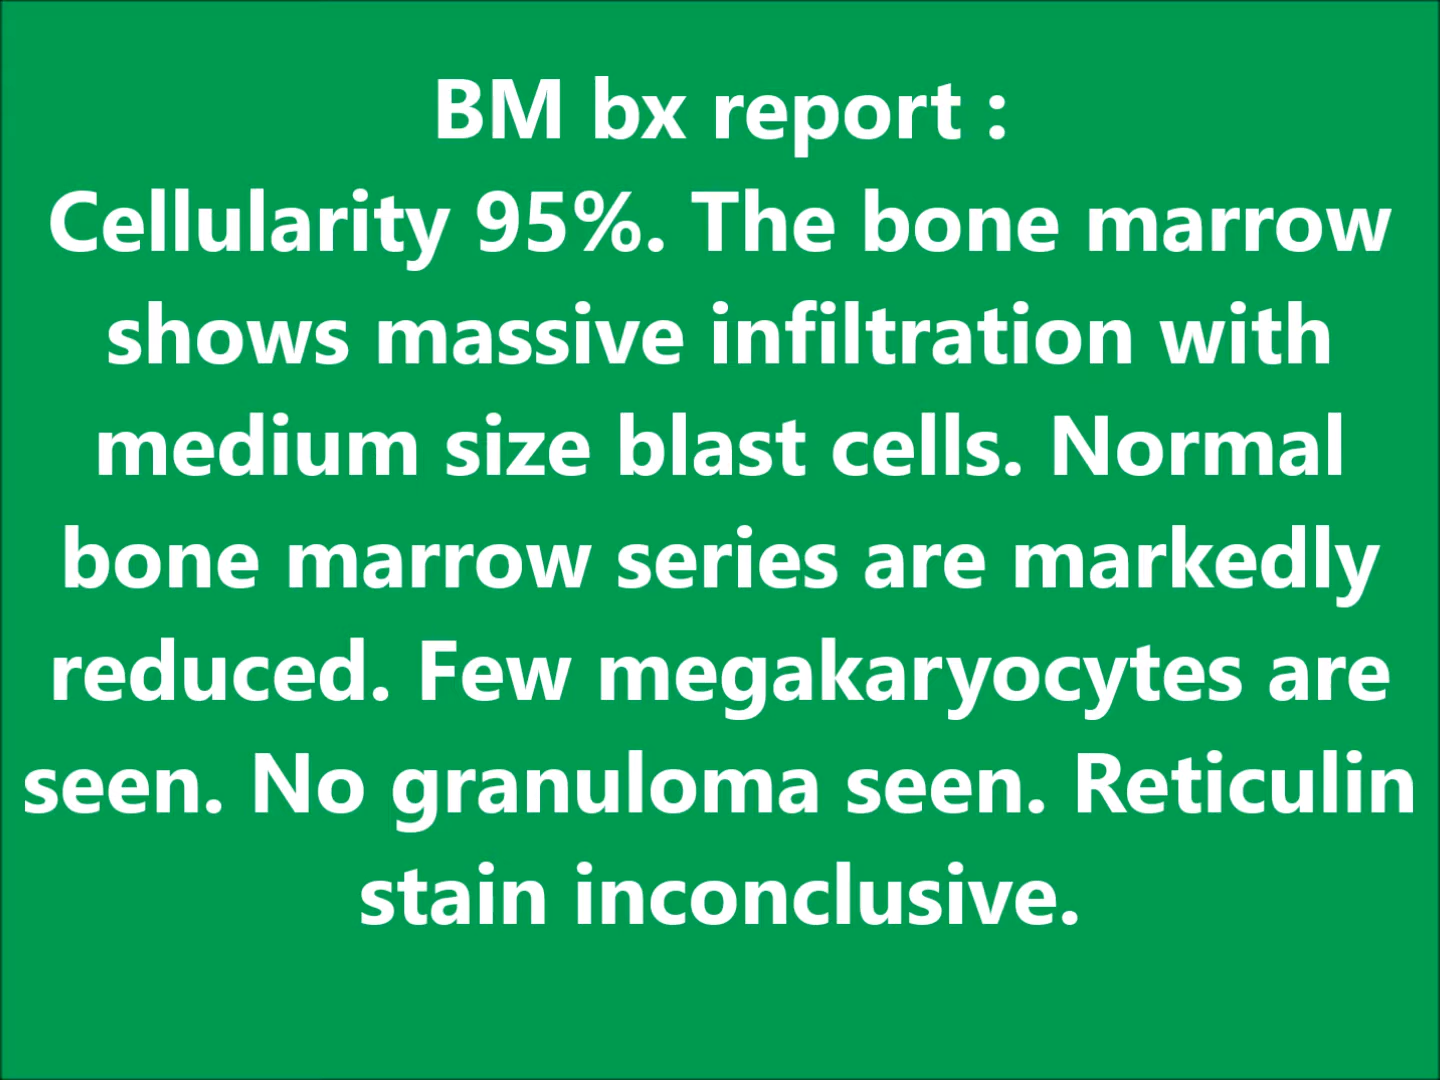 BM bx report :
Cellularity 95%. The bone marrow
shows massive infiltration with
medium size blast cells. Normal
bone marrow series are markedly
reduced. Few megakaryocytes are
seen. No granuloma seen. Reticulin
stain inconclusive.